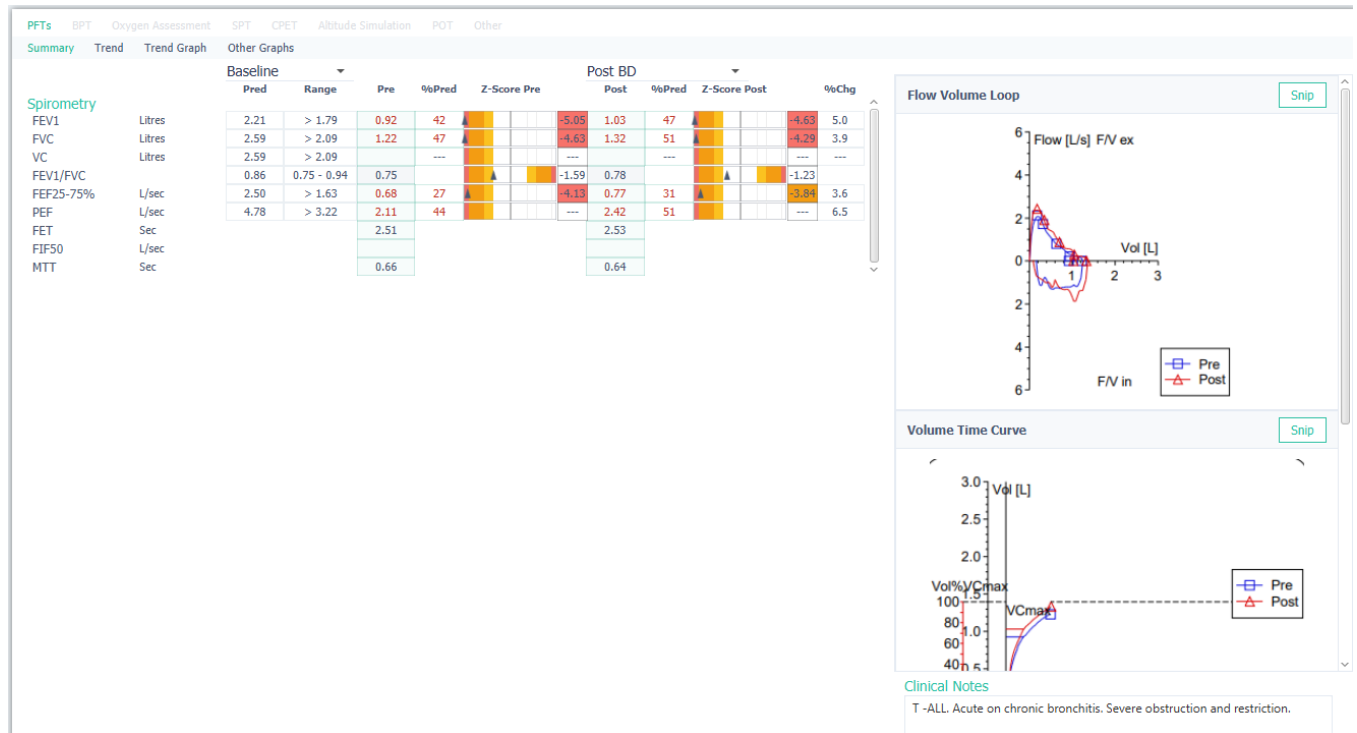 PFTs BPT Oxygen Assessment SPT CPET Altitude Simulation POT Other
Summary Trend Trend Graph Other Graphs
Baseline Post BD
Pred Range Pre %Pred Z-Score Pre Post %Pred Z-Score Post %Chg
Spirometry
FEV1 Litres 2.21 > 1.79 0.92 42 -5.05 1.03 47 -4.63 5.0
FVC Litres 2.59 > 2.09 1.22 47 -4.63 1.32 51 -4.29 3.9
VC Litres 2.59 > 2.09 --- --- --- --- ---
FEV1/FVC 0.86 0.75 - 0.94 0.75 -1.59 0.78 -1.23
FEF25-75% L/sec 2.50 > 1.63 0.68 27 -4.13 0.77 31 -3.84 3.6
PEF L/sec 4.78 > 3.22 2.11 44 --- 2.42 51 --- 6.5
FET Sec 2.51 2.53
FIF50 L/sec
MTT Sec 0.66 0.64
Flow Volume Loop Snip
6 Flow [L/s] F/V ex
4
2
Vol [L]
0 1 2 3
2
4
Pre
F/V in Post
6
Volume Time Curve Snip
3.0 Vol [L]
2.5
2.0
Vol%VCmax Pre
1.5
100 Post
VCmax
80 1.0
60
40 0.5
Clinical Notes
T -ALL. Acute on chronic bronchitis. Severe obstruction and restriction.